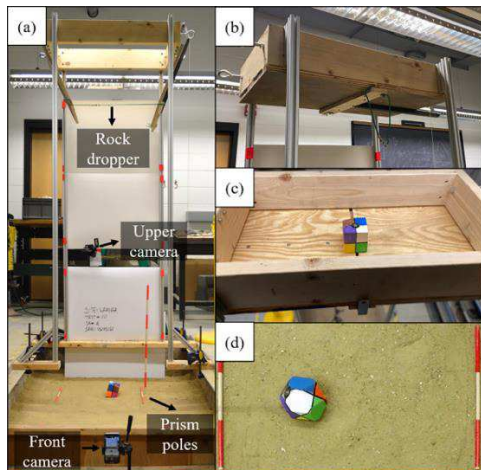 (a)
(b)
Rock
dropper
(c)
Upper
camera
(d)
Prism
poles
Front
camera